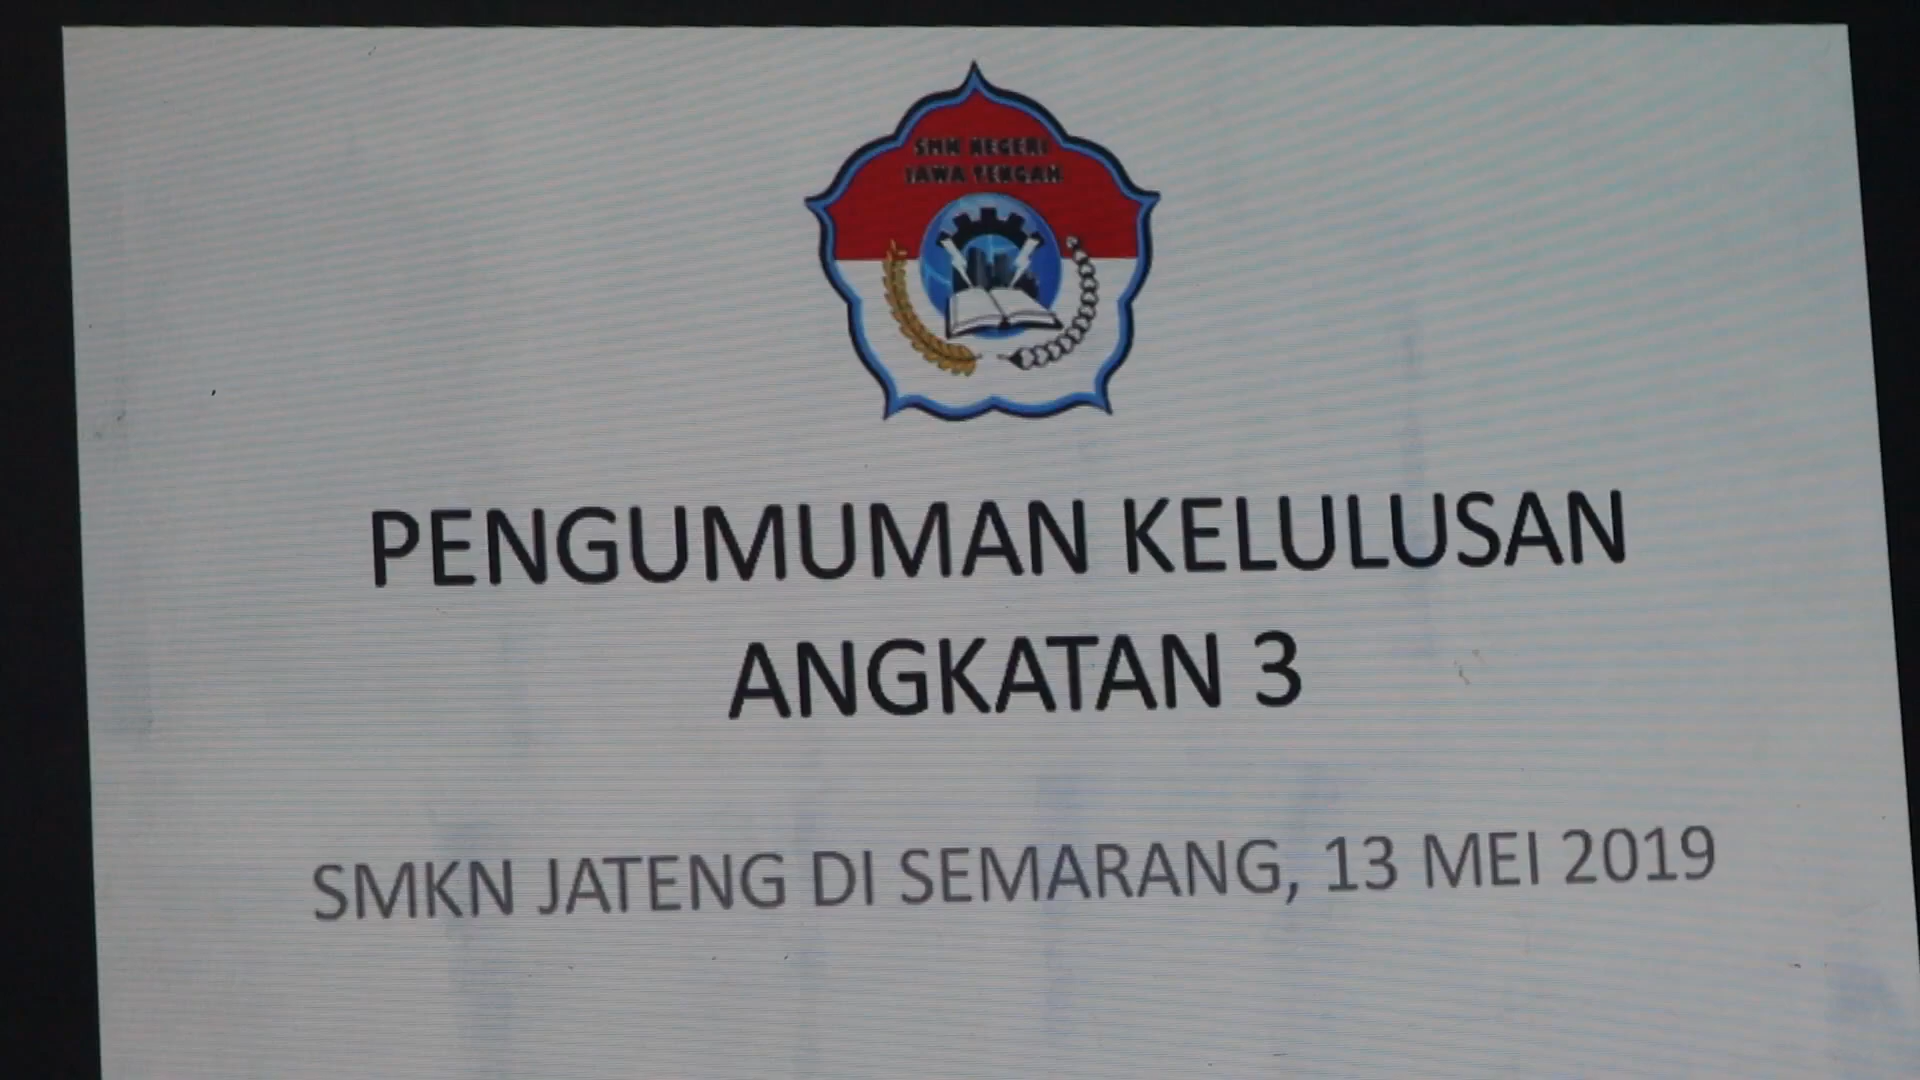 SMK NEGERI
JAWA TENGAH
PENGUMUMAN KELULUSAN
ANGKATAN 3
SMKN JATENG DI SEMARANG, 13 MEI 2019